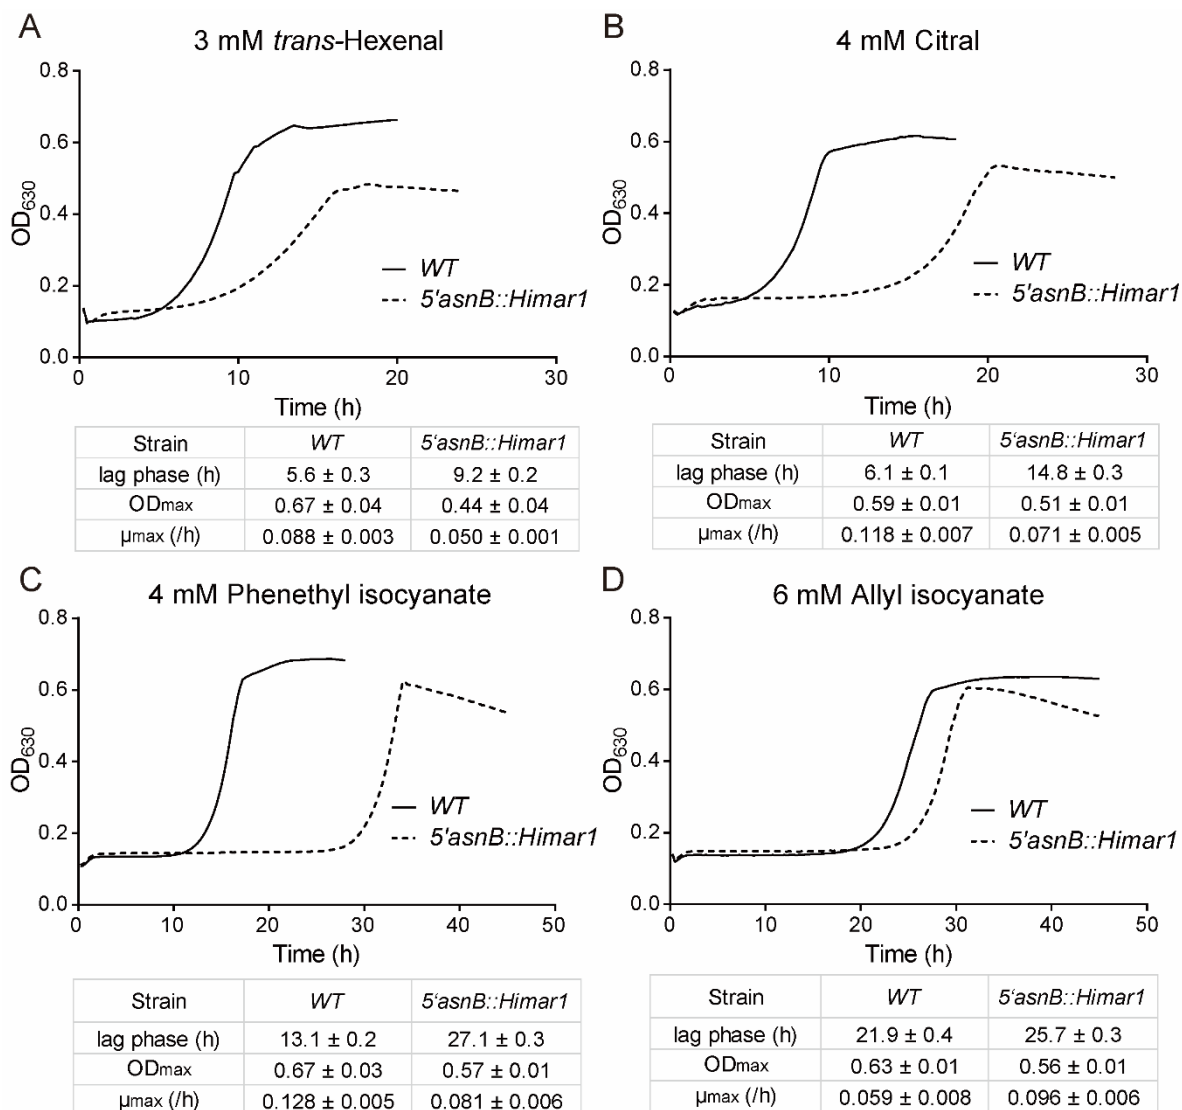 A
3 mM trans-Hexenal
0.8
0.6
0.4
0.2
0.0
OD630
0
10
20
30
Time (h)
WT
5'asnB::Himar1
Strain WT 5‘asnB::Himar1
lag phase (h) 5.6 ± 0.3 9.2 ± 0.2
ODmax 0.67 ± 0.04 0.44 ± 0.04
μmax (/h) 0.088 ± 0.003 0.050 ± 0.001
B
4 mM Citral
0.8
0.6
0.4
0.2
0.0
OD630
0
10
20
30
Time (h)
WT
5'asnB::Himar1
Strain WT 5‘asnB::Himar1
lag phase (h) 6.1 ± 0.1 14.8 ± 0.3
ODmax 0.59 ± 0.01 0.51 ± 0.01
μmax (/h) 0.118 ± 0.007 0.071 ± 0.005
C
4 mM Phenethyl isocyanate
0.8
0.6
0.4
0.2
0.0
OD630
0
10
20
30
40
50
Time (h)
WT
5'asnB::Himar1
Strain WT 5‘asnB::Himar1
lag phase (h) 13.1 ± 0.2 27.1 ± 0.3
ODmax 0.67 ± 0.03 0.57 ± 0.01
μmax (/h) 0.128 ± 0.005 0.081 ± 0.006
D
6 mM Allyl isocyanate
0.8
0.6
0.4
0.2
0.0
OD630
0
10
20
30
40
50
Time (h)
WT
5'asnB::Himar1
Strain WT 5‘asnB::Himar1
lag phase (h) 21.9 ± 0.4 25.7 ± 0.3
ODmax 0.63 ± 0.01 0.56 ± 0.01
μmax (/h) 0.059 ± 0.008 0.096 ± 0.006